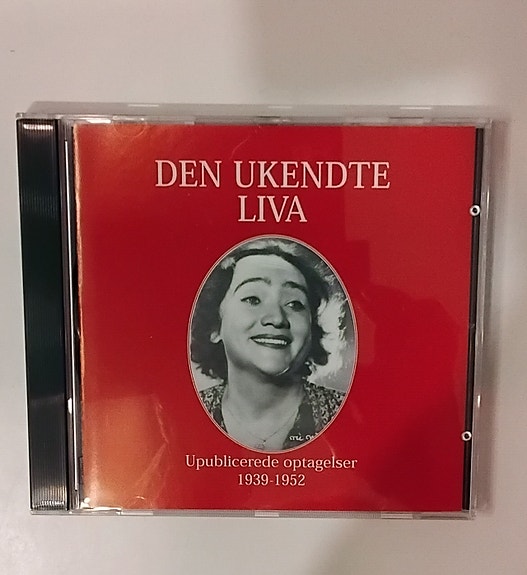 DEN UKENDTE
LIVA
Upublicerede optagelser
1939-1952